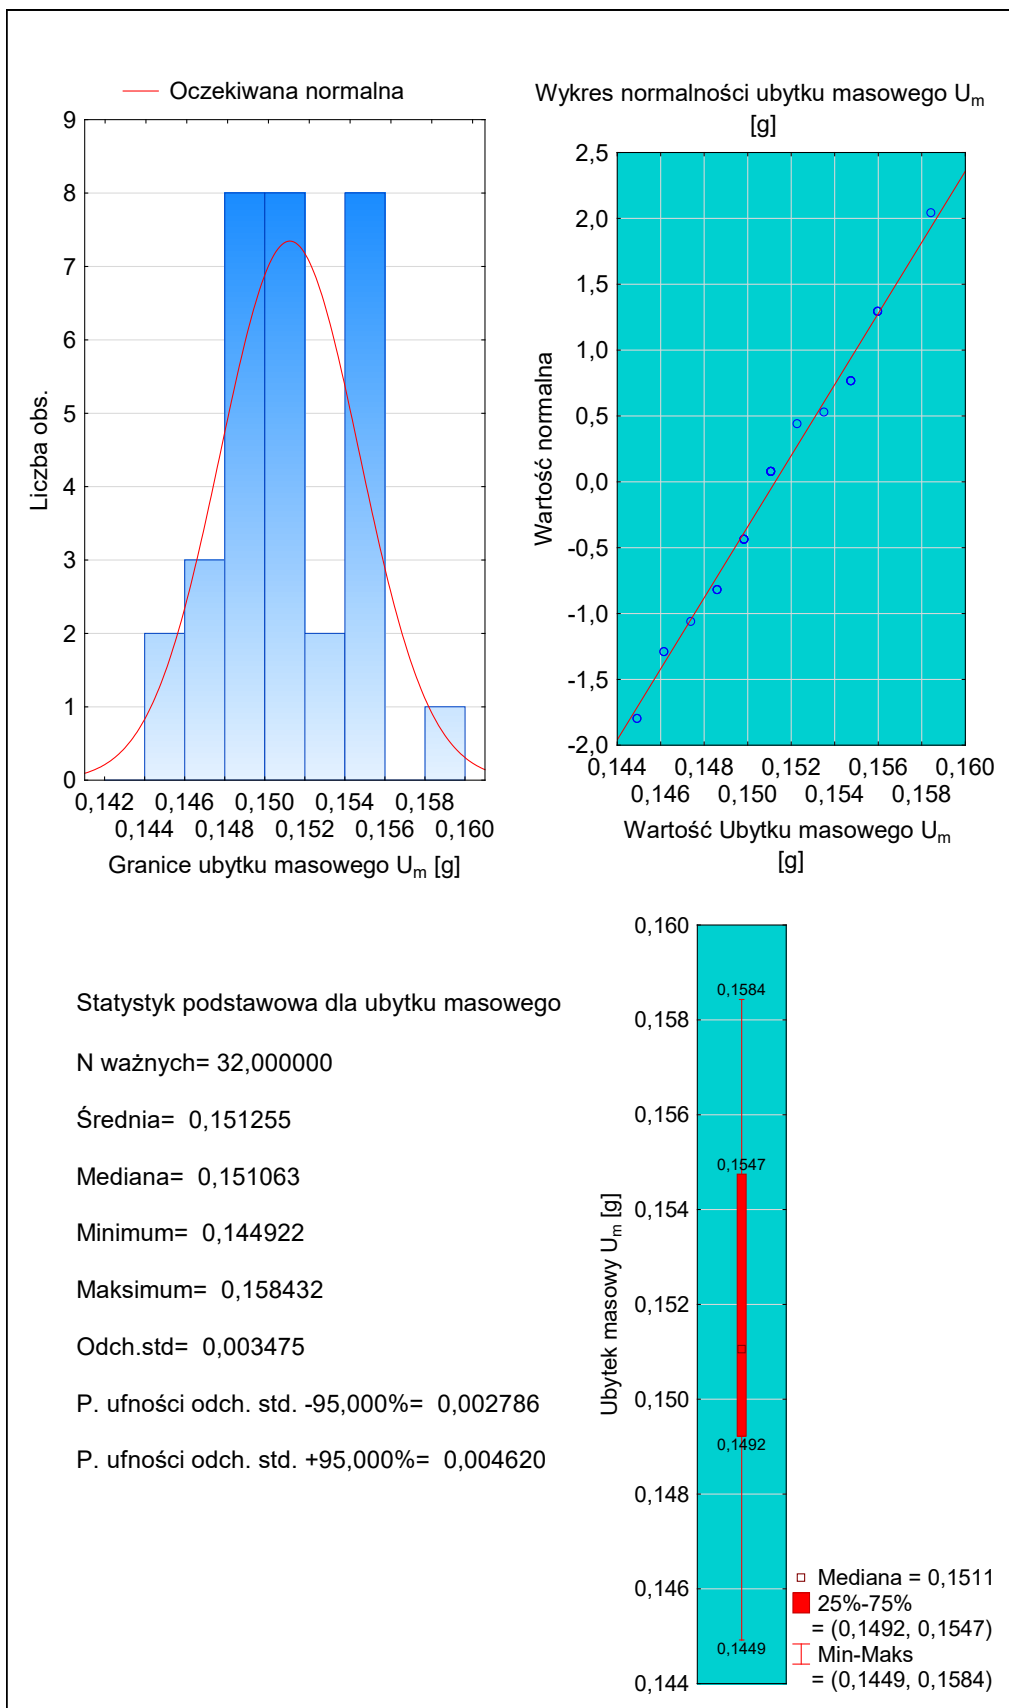 Oczekiwana normalna
9
8
7
6
5
4
3
2
1
0
Liczba obs.
0,142 0,146 0,150 0,154 0,158
0,144 0,148 0,152 0,156 0,160
Granice ubytku masowego Um [g]
Wykres normalności ubytku masowego Um
[g]
2,5
2,0
1,5
1,0
0,5
0,0
-0,5
-1,0
-1,5
-2,0
Wartość normalna
0,144 0,148 0,152 0,156 0,160
0,146 0,150 0,154 0,158
Wartość Ubytku masowego Um
[g]
Statystyk podstawowa dla ubytku masowego
N ważnych= 32,000000
Średnia= 0,151255
Mediana= 0,151063
Minimum= 0,144922
Maksimum= 0,158432
Odch.std= 0,003475
P. ufności odch. std. -95,000%= 0,002786
P. ufności odch. std. +95,000%= 0,004620
0,160
0,158
0,156
0,154
0,152
0,150
0,148
0,146
0,144
Ubytek masowy Um [g]
0,1584
0,1547
0,1492
0,1449
Mediana = 0,1511
25%-75%
= (0,1492, 0,1547)
Min-Maks
= (0,1449, 0,1584)